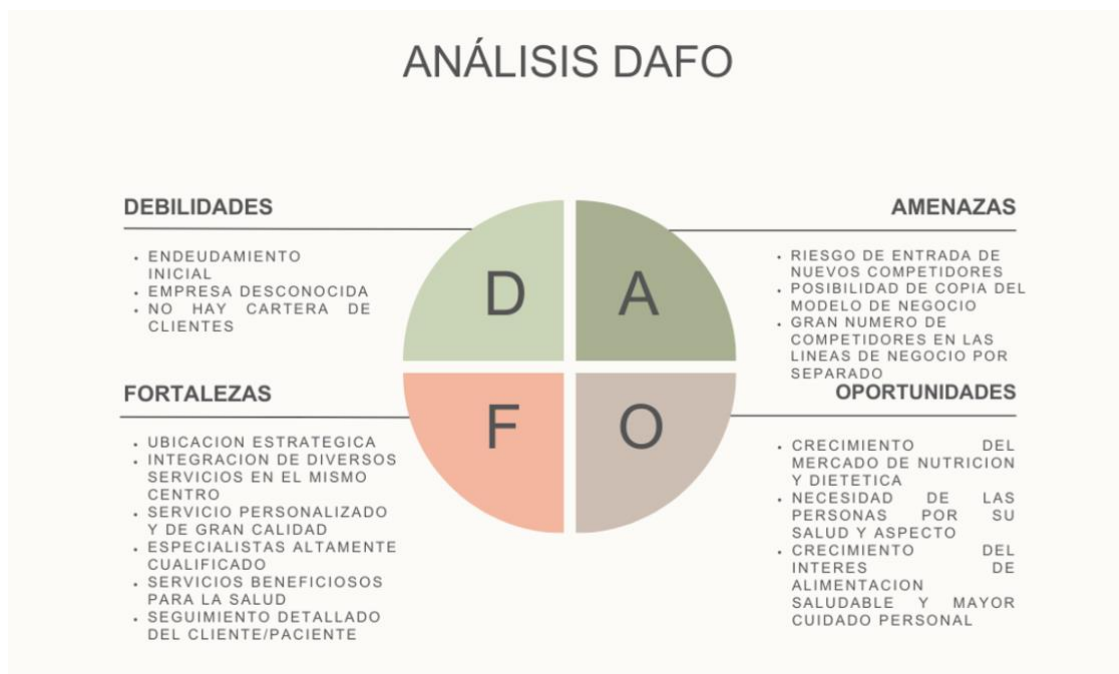 ANÁLISIS DAFO
DEBILIDADES
• ENDEUDAMIENTO
INICIAL
• EMPRESA DESCONOCIDA
• NO HAY CARTERA DE
CLIENTES
D
A
AMENAZAS
• RIESGO DE ENTRADA DE
NUEVOS COMPETIDORES
• POSIBILIDAD DE COPIA DEL
MODELO DE NEGOCIO
• GRAN NUMERO DE
COMPETIDORES EN LAS
LINEAS DE NEGOCIO POR
SEPARADO
FORTALEZAS
• UBICACION ESTRATEGICA
• INTEGRACION DE DIVERSOS
SERVICIOS EN EL MISMO
CENTRO
• SERVICIO PERSONALIZADO
Y DE GRAN CALIDAD
• ESPECIALISTAS ALTAMENTE
CUALIFICADO
• SERVICIOS BENEFICIOSOS
PARA LA SALUD
• SEGUIMIENTO DETALLADO
DEL CLIENTE/PACIENTE
F
O
OPORTUNIDADES
• CRECIMIENTO DEL
MERCADO DE NUTRICION
Y DIETETICA
• NECESIDAD DE LAS
PERSONAS POR SU
SALUD Y ASPECTO
• CRECIMIENTO DEL
INTERES DE
ALIMENTACION
SALUDABLE Y MAYOR
CUIDADO PERSONAL